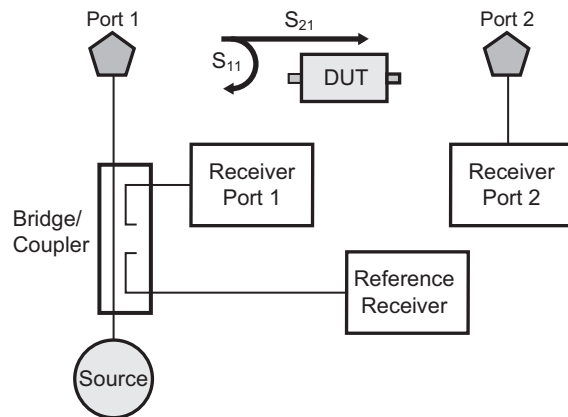 Port 1
S21
Port 2
S11
DUT
Receiver
Port 1
Receiver
Port 2
Bridge/
Coupler
Reference
Receiver
Source